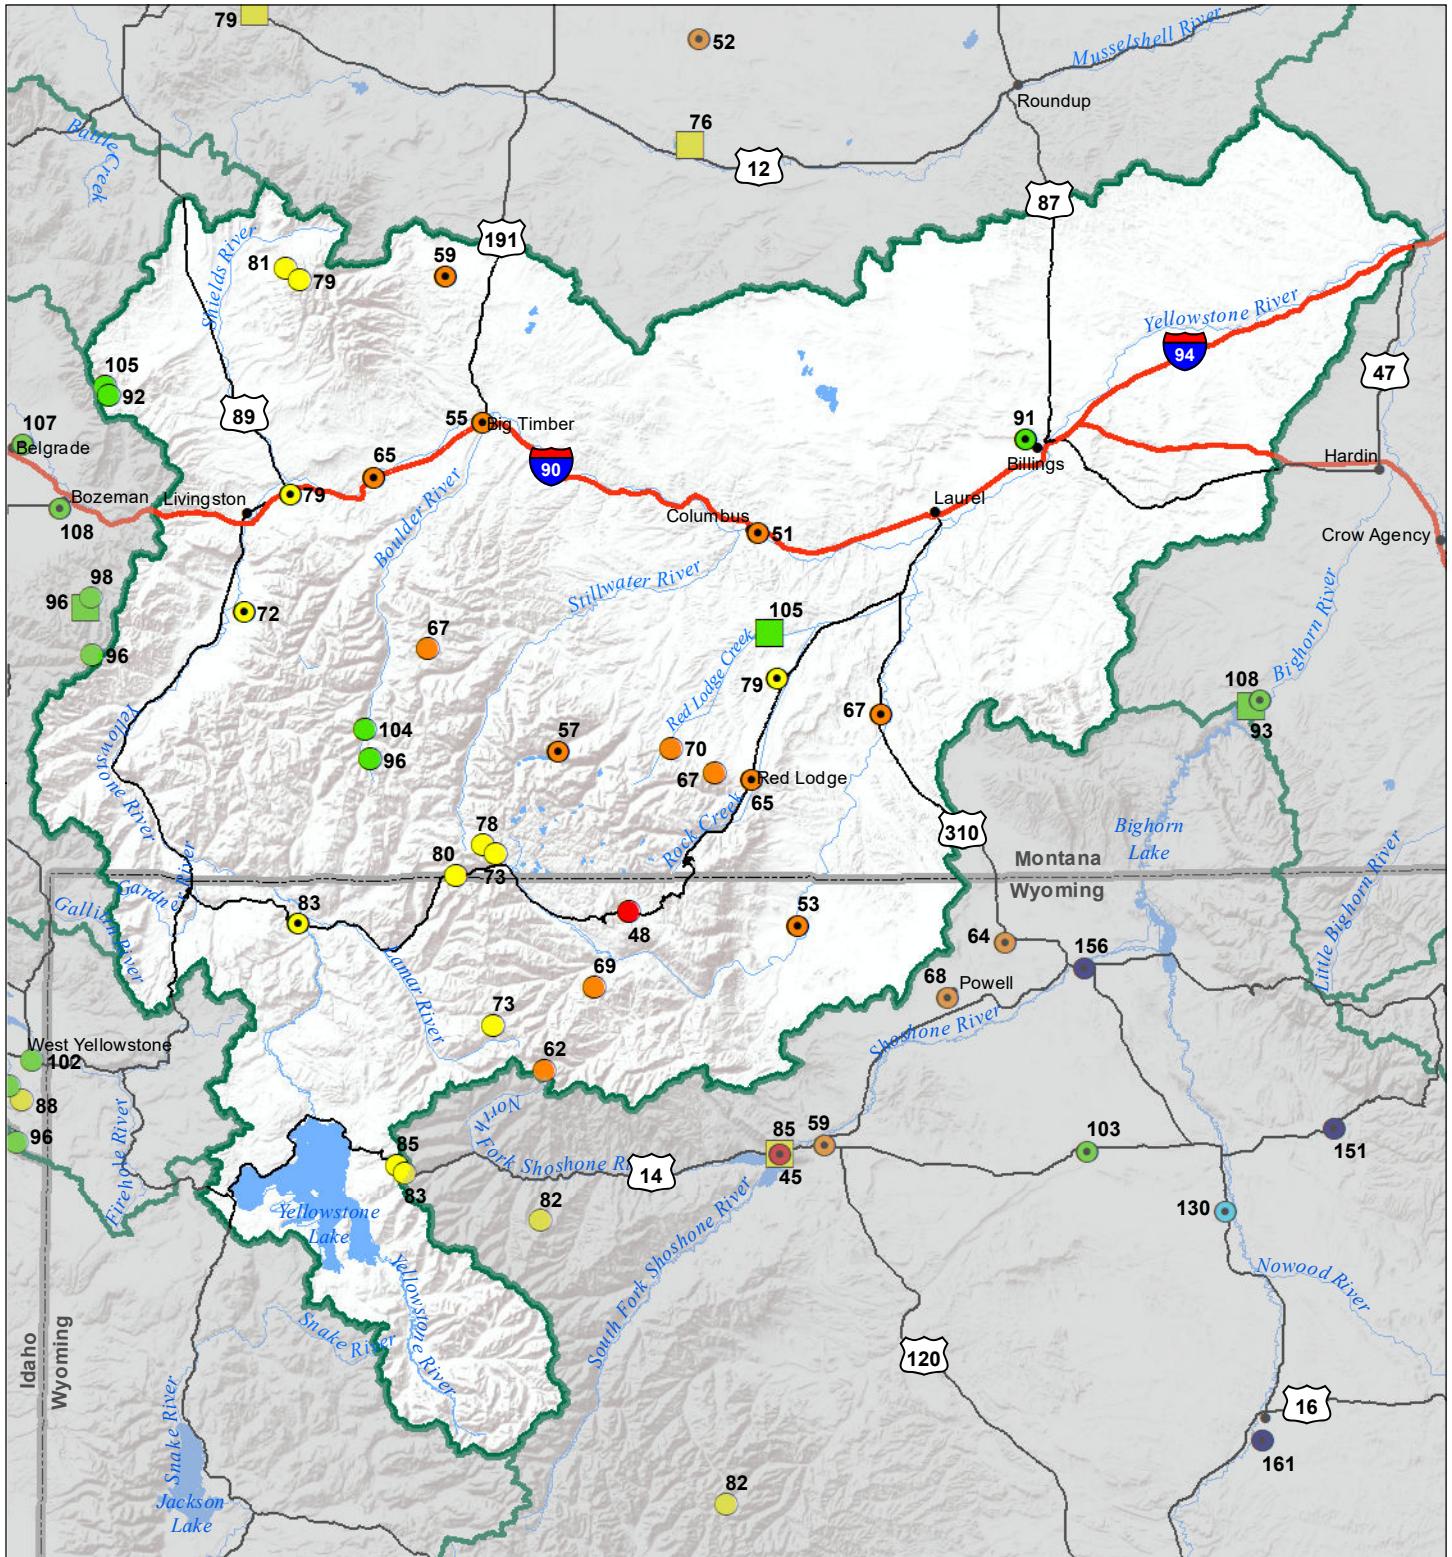 79
52
Musselshell River
Roundup
76
12
Battle Creek
87
191
Shields River
81
79
59
Yellowstone River
94
47
105
92
89
107
Belgrade
55
Big Timber
91
Billings
65
90
Hardin
Bozeman
Livingston
79
108
Laurel
Columbus
51
Crow Agency
Boulder River
Stillwater River
98
96
72
105
Bighorn River
67
96
Red Lodge Creek
79
108
93
Yellowstone River
104
96
57
70
67
67
Red Lodge
65
Rock Creek
310
Bighorn
Lake
78
80
73
Montana
Wyoming
Gardner River
Gallitin River
83
48
53
Little Bighorn River
64
156
Lamar River
69
68
Powell
73
Shoshone River
West Yellowstone
102
62
88
96
Firehole River
North Fork Shoshone Ri
85
83
14
85
45
59
103
151
82
130
Yellowstone
Lake
South Fork Shoshone River
Yellowstone River
Nowood River
Snake River
Idaho
Wyoming
120
16
Snake River
161
Jackson
Lake
82